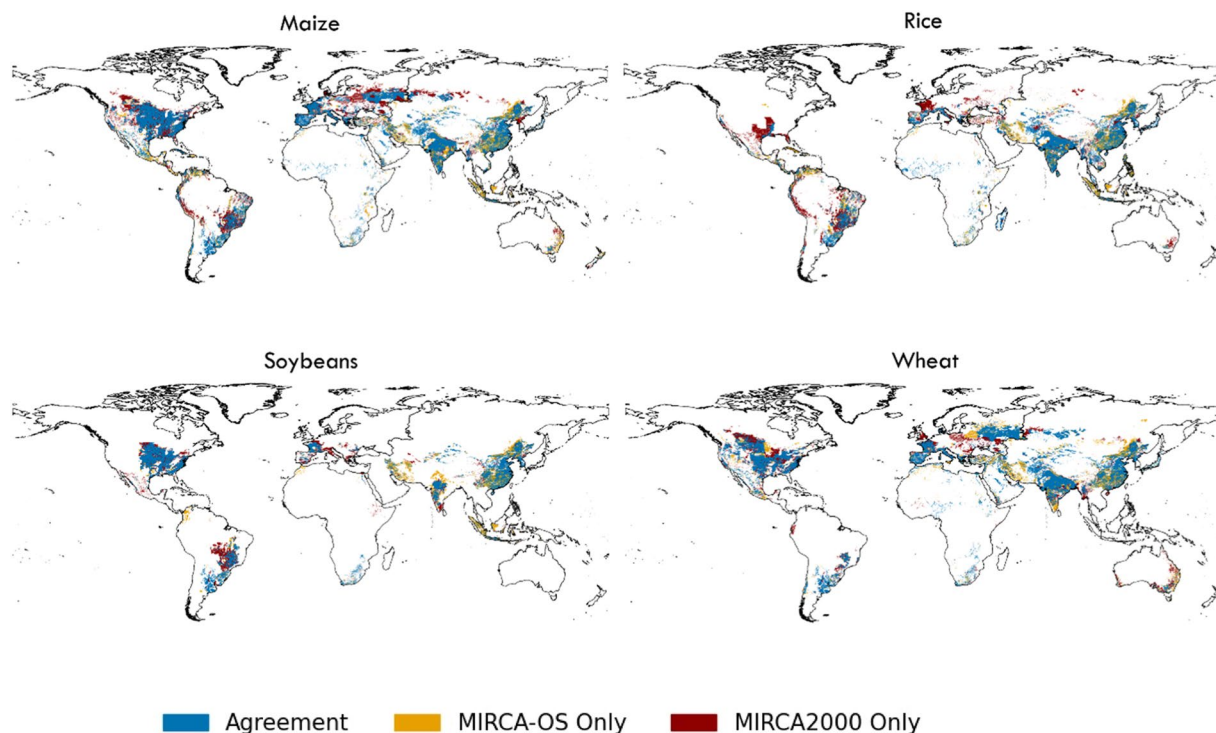 Maize
Rice
Soybeans
Wheat
Agreement
MIRCA-OS Only
MIRCA2000 Only